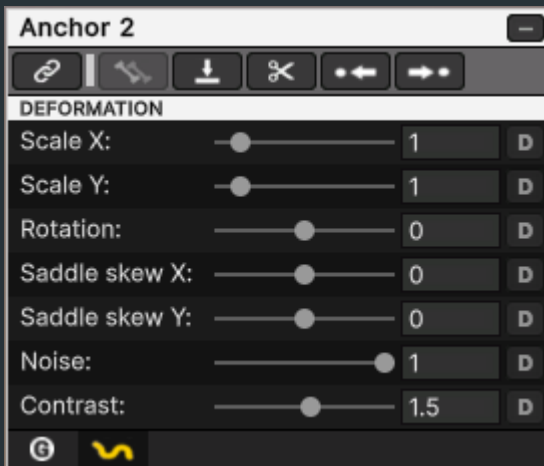 Anchor 2
DEFORMATION
Scale X: 1 D
Scale Y: 1 D
Rotation: 0 D
Saddle skew X: 0 D
Saddle skew Y: 0 D
Noise: 1 D
Contrast: 1.5 D
G